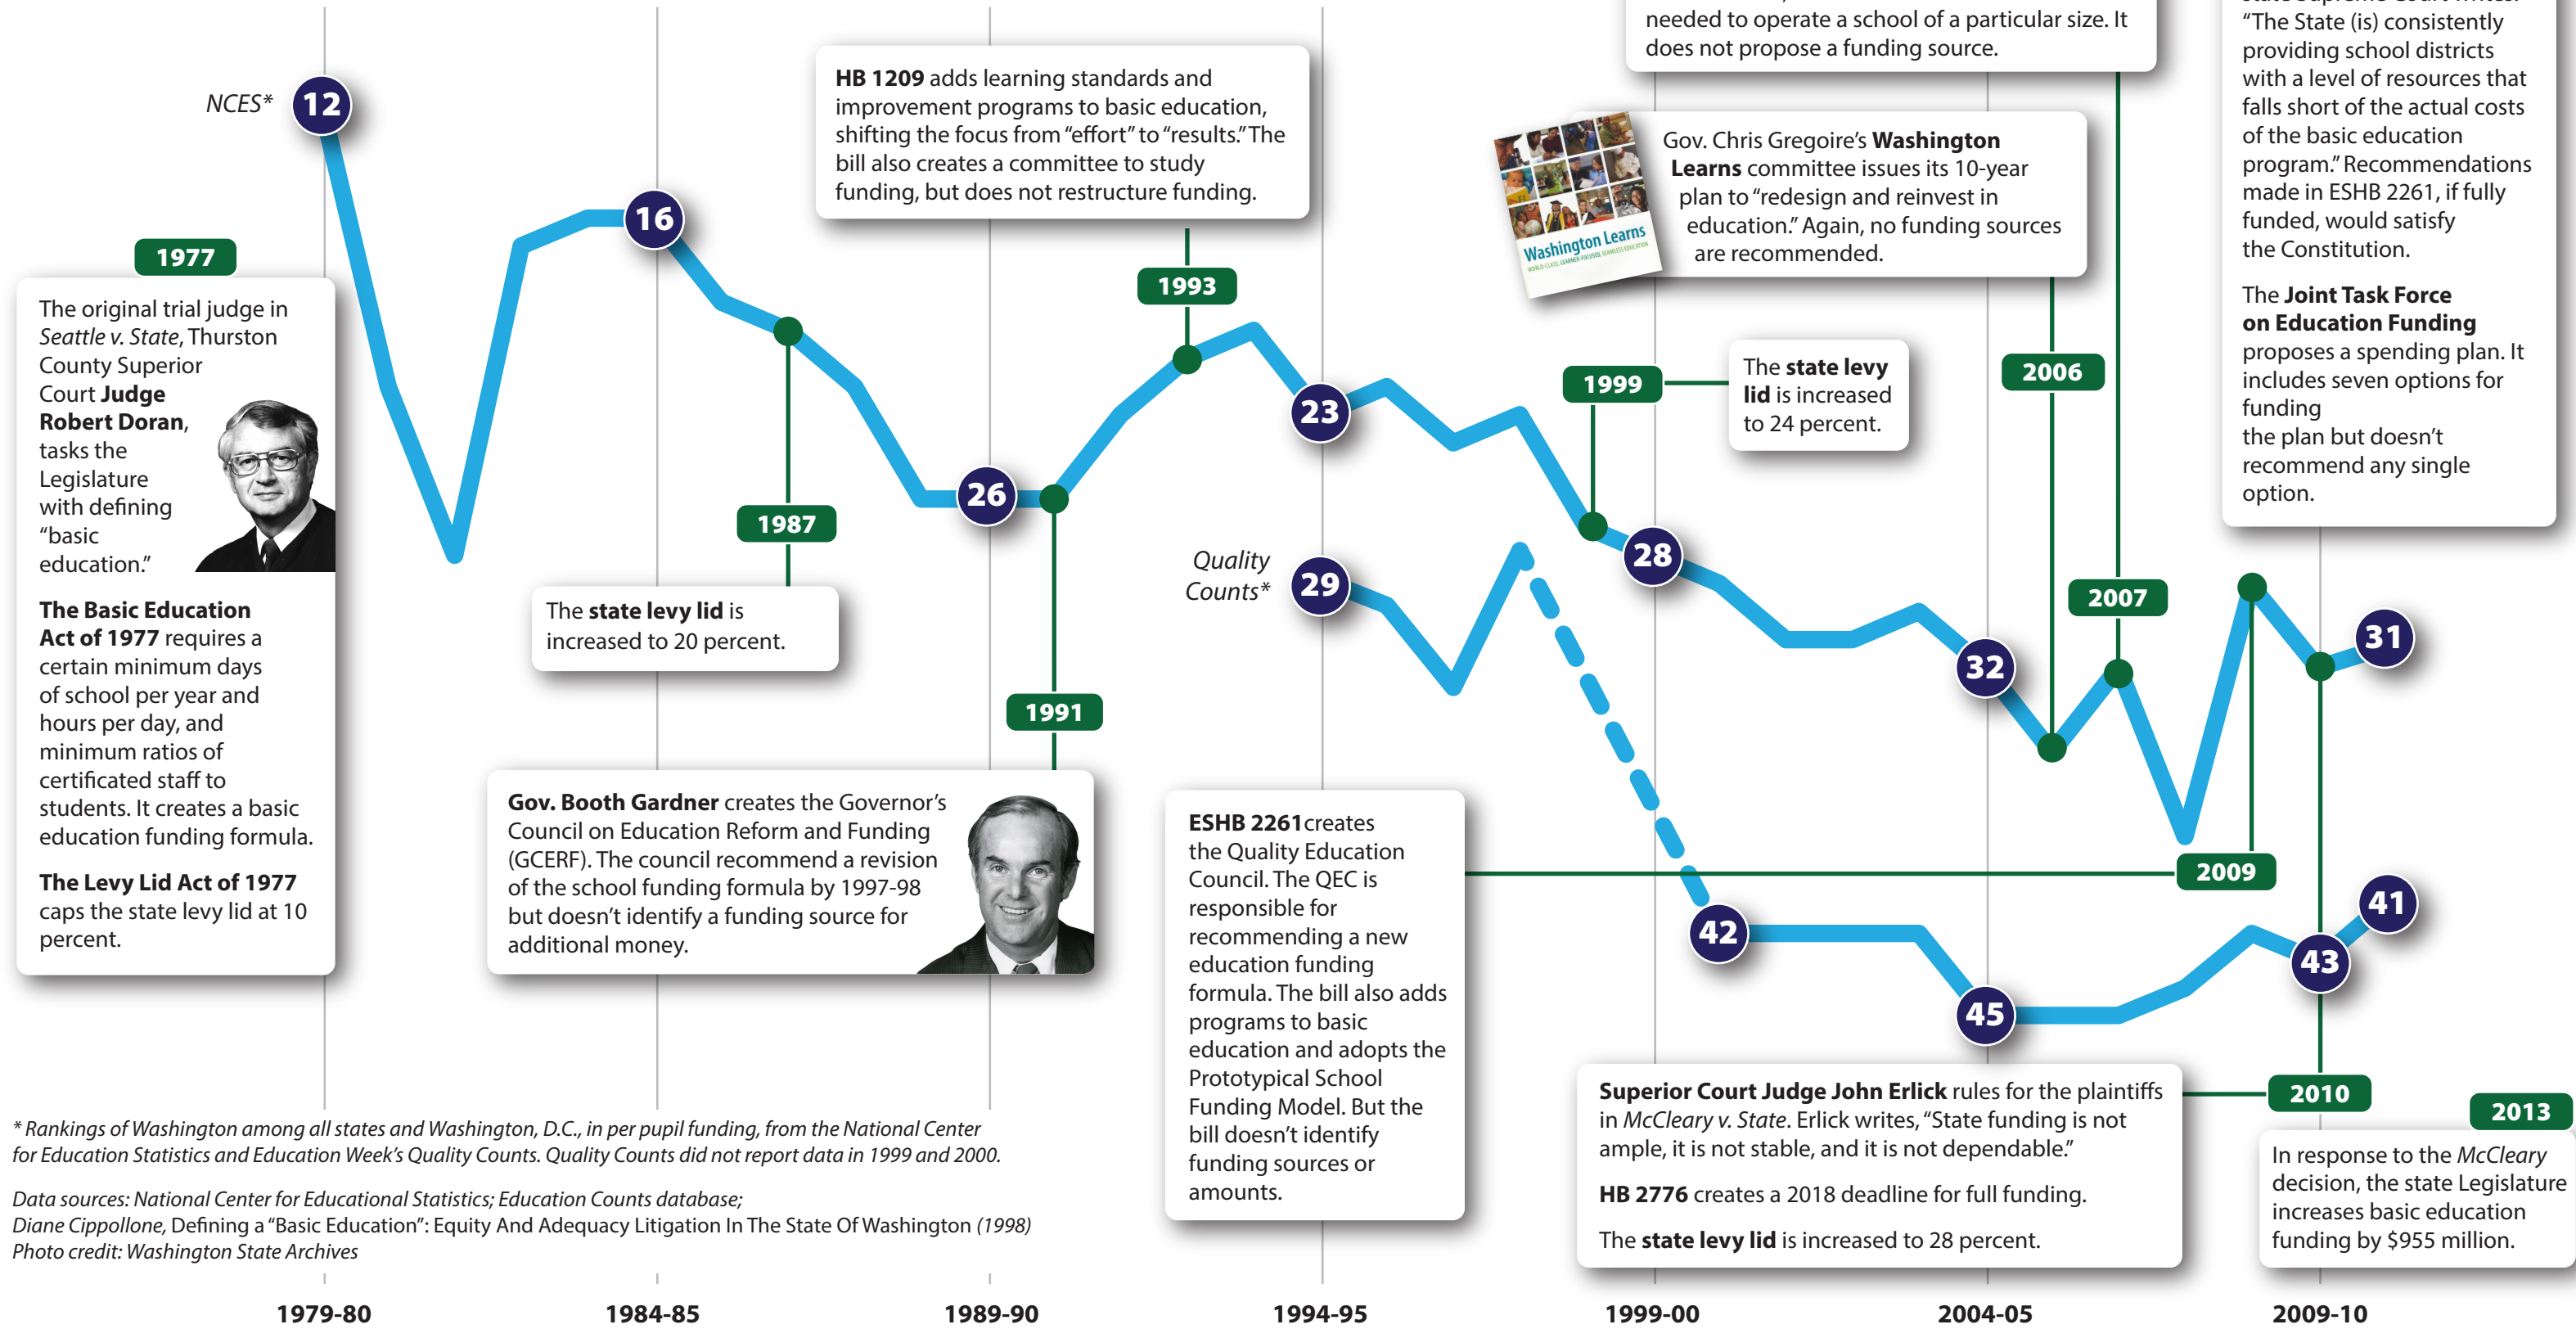 needed to operate a school of a particular size. It
does not propose a funding source.
“The State (is) consistently
providing school districts
with a level of resources that
falls short of the actual costs
of the basic education
program.” Recommendations
made in ESHB 2261, if fully
funded, would satisfy
the Constitution.
The Joint Task Force
on Education Funding
proposes a spending plan. It
includes seven options for
funding
the plan but doesn’t
recommend any single
option.
NCES*
12
HB 1209 adds learning standards and
improvement programs to basic education,
shifting the focus from “effort” to “results.” The
bill also creates a committee to study
funding, but does not restructure funding.
1993
Gov. Chris Gregoire’s Washington
Learns committee issues its 10-year
plan to “redesign and reinvest in
education.” Again, no funding sources
are recommended.
Washington Learns
WORLD-CLASS, LEARNER-FOCUSED, SEAMLESS EDUCATION
2006
16
1977
The original trial judge in
Seattle v. State, Thurston
County Superior
Court Judge
Robert Doran,
tasks the
Legislature
with defining
“basic
education.”
The Basic Education
Act of 1977 requires a
certain minimum days
of school per year and
hours per day, and
minimum ratios of
certificated staff to
students. It creates a basic
education funding formula.
The Levy Lid Act of 1977
caps the state levy lid at 10
percent.
1987
The state levy lid is
increased to 20 percent.
26
1991
Gov. Booth Gardner creates the Governor’s
Council on Education Reform and Funding
(GCERF). The council recommend a revision
of the school funding formula by 1997-98
but doesn’t identify a funding source for
additional money.
23
1999
The state levy
lid is increased
to 24 percent.
Quality
Counts*
29
28
32
2007
31
2009
ESHB 2261creates
the Quality Education
Council. The QEC is
responsible for
recommending a new
education funding
formula. The bill also adds
programs to basic
education and adopts the
Prototypical School
Funding Model. But the
bill doesn’t identify
funding sources or
amounts.
42
45
43
41
Superior Court Judge John Erlick rules for the plaintiffs
in McCleary v. State. Erlick writes, “State funding is not
ample, it is not stable, and it is not dependable.”
HB 2776 creates a 2018 deadline for full funding.
The state levy lid is increased to 28 percent.
2010
2013
In response to the McCleary
decision, the state Legislature
increases basic education
funding by $955 million.
* Rankings of Washington among all states and Washington, D.C., in per pupil funding, from the National Center
for Education Statistics and Education Week’s Quality Counts. Quality Counts did not report data in 1999 and 2000.
Data sources: National Center for Educational Statistics; Education Counts database;
Diane Cippollone, Defining a “Basic Education”: Equity And Adequacy Litigation In The State Of Washington (1998)
Photo credit: Washington State Archives
1979-80
1984-85
1989-90
1994-95
1999-00
2004-05
2009-10